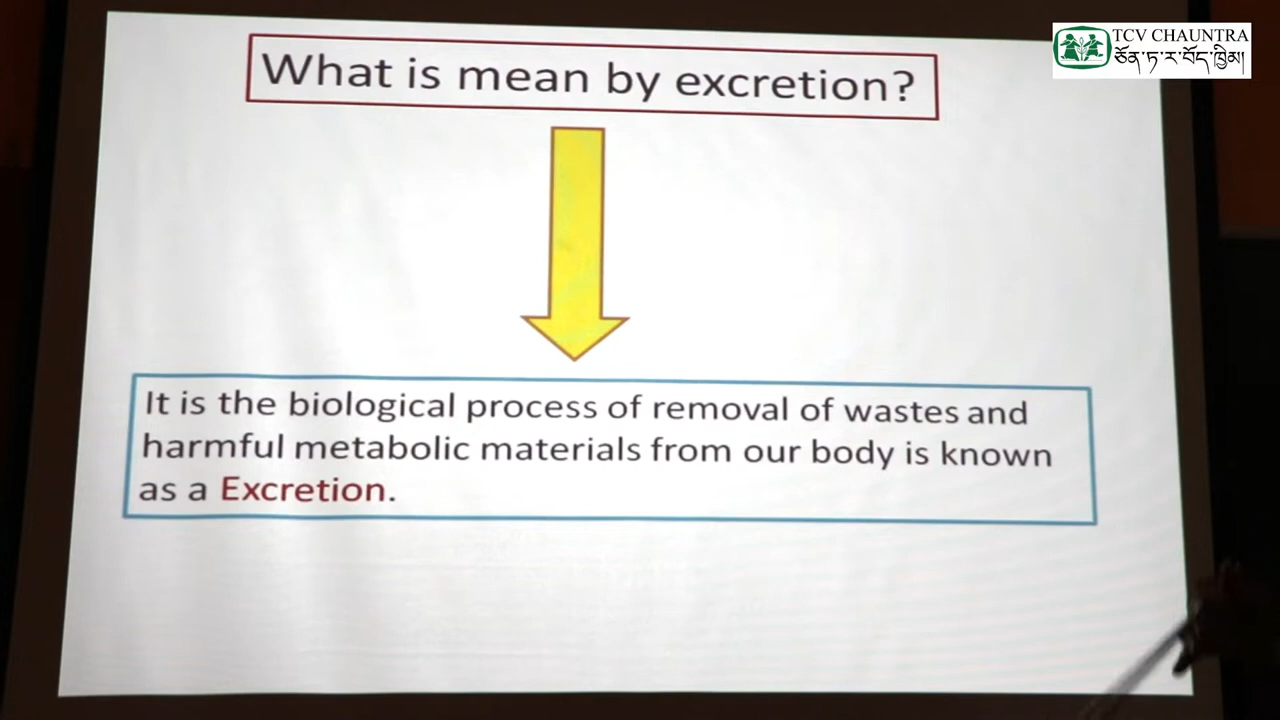 What is mean by excretion?
TCV CHAUNTRA
ཅོན་ཏ་ར་བོད་ཁྱིམ།
It is the biological process of removal of wastes and
harmful metabolic materials from our body is known
as a Excretion.